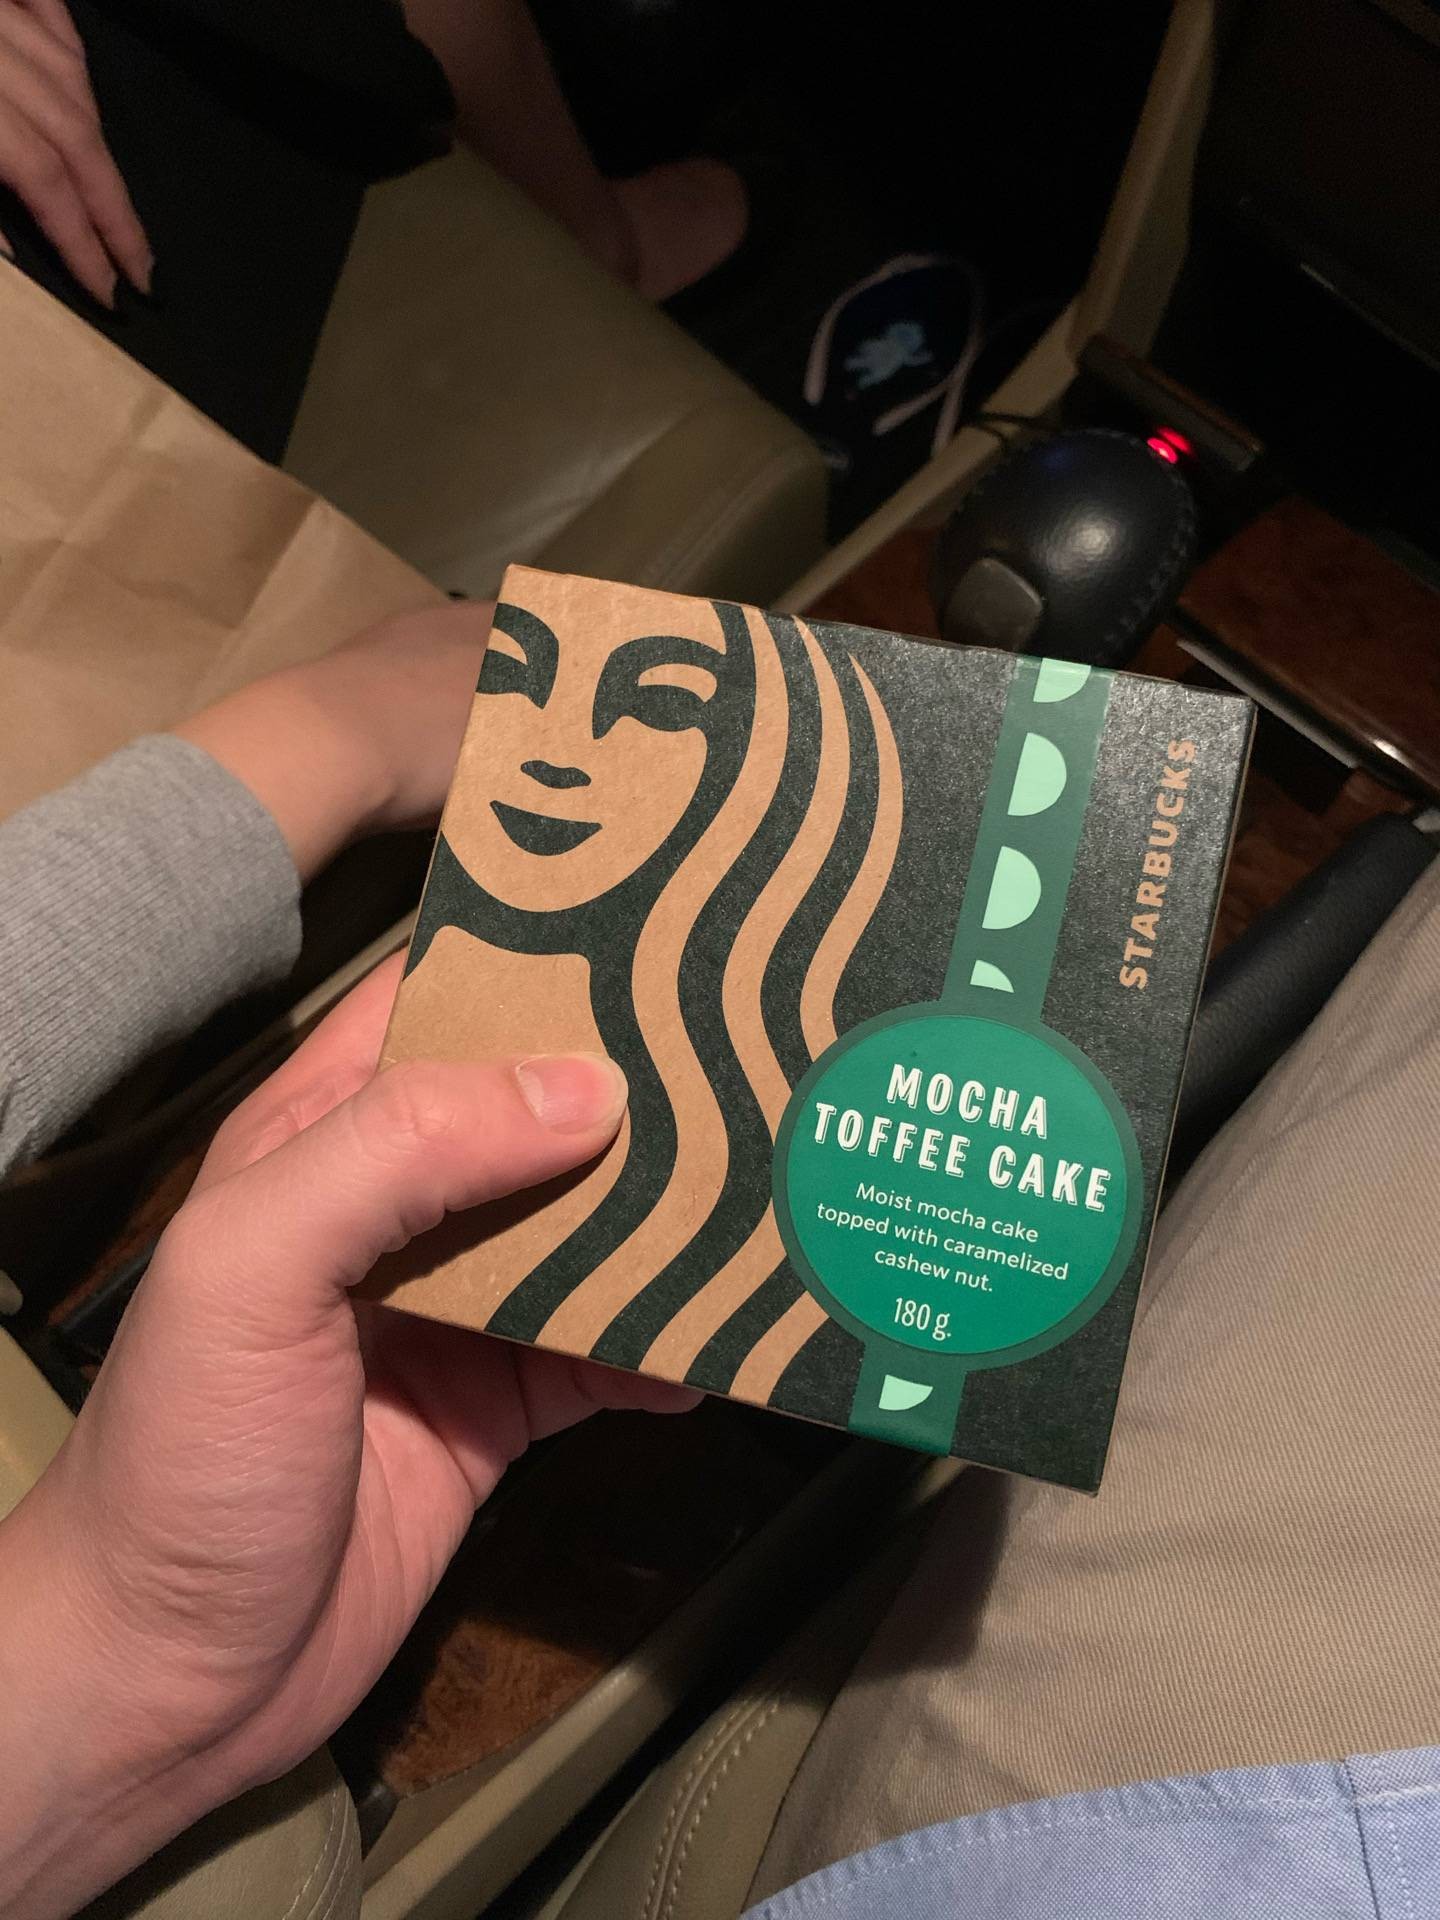 STARBUCKS
MOCHA
TOFFEE CAKE
Moist mocha cake
topped with caramelized
cashew nut.
180 g.